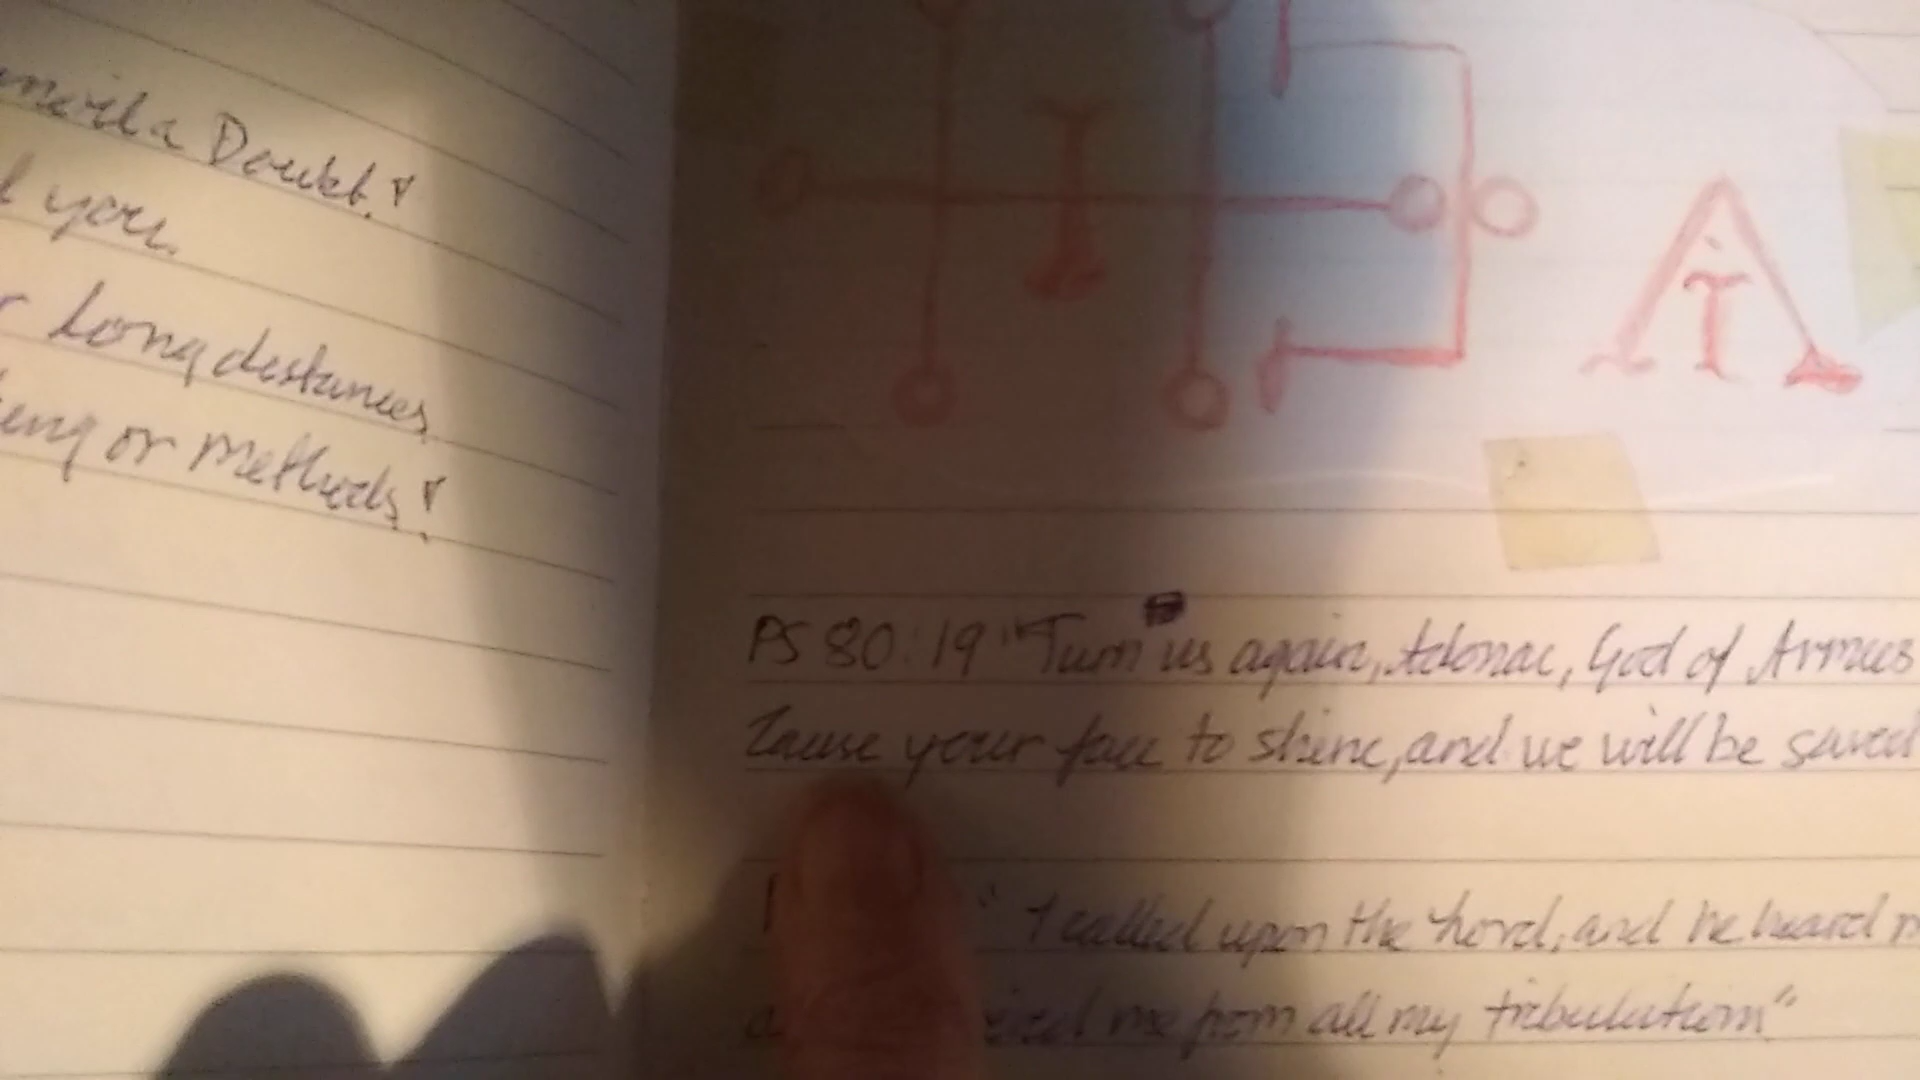 a Doubt!
you.
Long distances
or Methods!
I
A
T
PS 80:19 "Turn us again, Adonai, God of Armies
Cause your face to shine, and we will be saved
" I called upon the Lord, and he heard
me from all my tribulation"